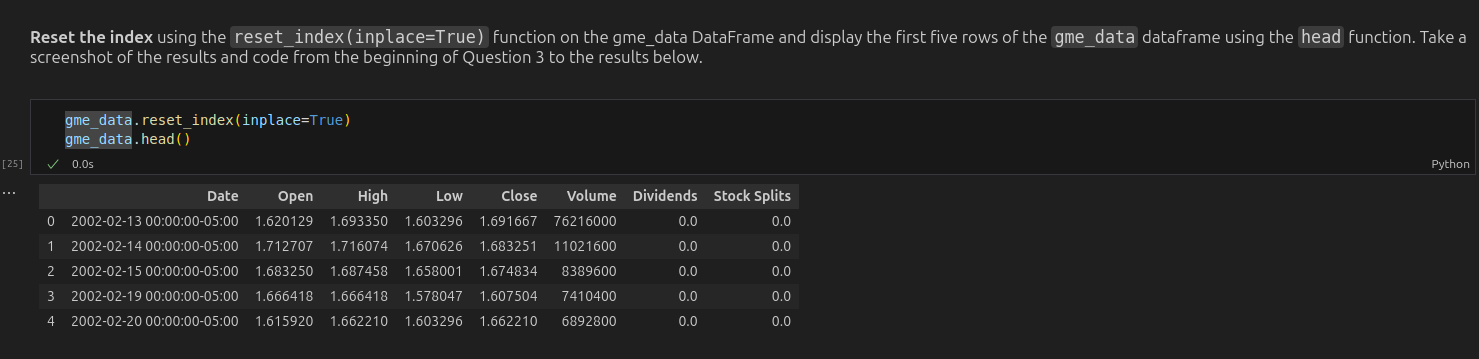 Reset the index using the reset_index(inplace=True) function on the gme_data DataFrame and display the first five rows of the gme_data dataframe using the head function. Take a
screenshot of the results and code from the beginning of Question 3 to the results below.
gme_data.reset_index(inplace=True)
gme_data.head()
[25] ✓ 0.0s Python
...
Date Open High Low Close Volume Dividends Stock Splits
0 2002-02-13 00:00:00-05:00 1.620129 1.693350 1.603296 1.691667 76216000 0.0 0.0
1 2002-02-14 00:00:00-05:00 1.712707 1.716074 1.670626 1.683251 11021600 0.0 0.0
2 2002-02-15 00:00:00-05:00 1.683250 1.687458 1.658001 1.674834 8389600 0.0 0.0
3 2002-02-19 00:00:00-05:00 1.666418 1.666418 1.578047 1.607504 7410400 0.0 0.0
4 2002-02-20 00:00:00-05:00 1.615920 1.662210 1.603296 1.662210 6892800 0.0 0.0